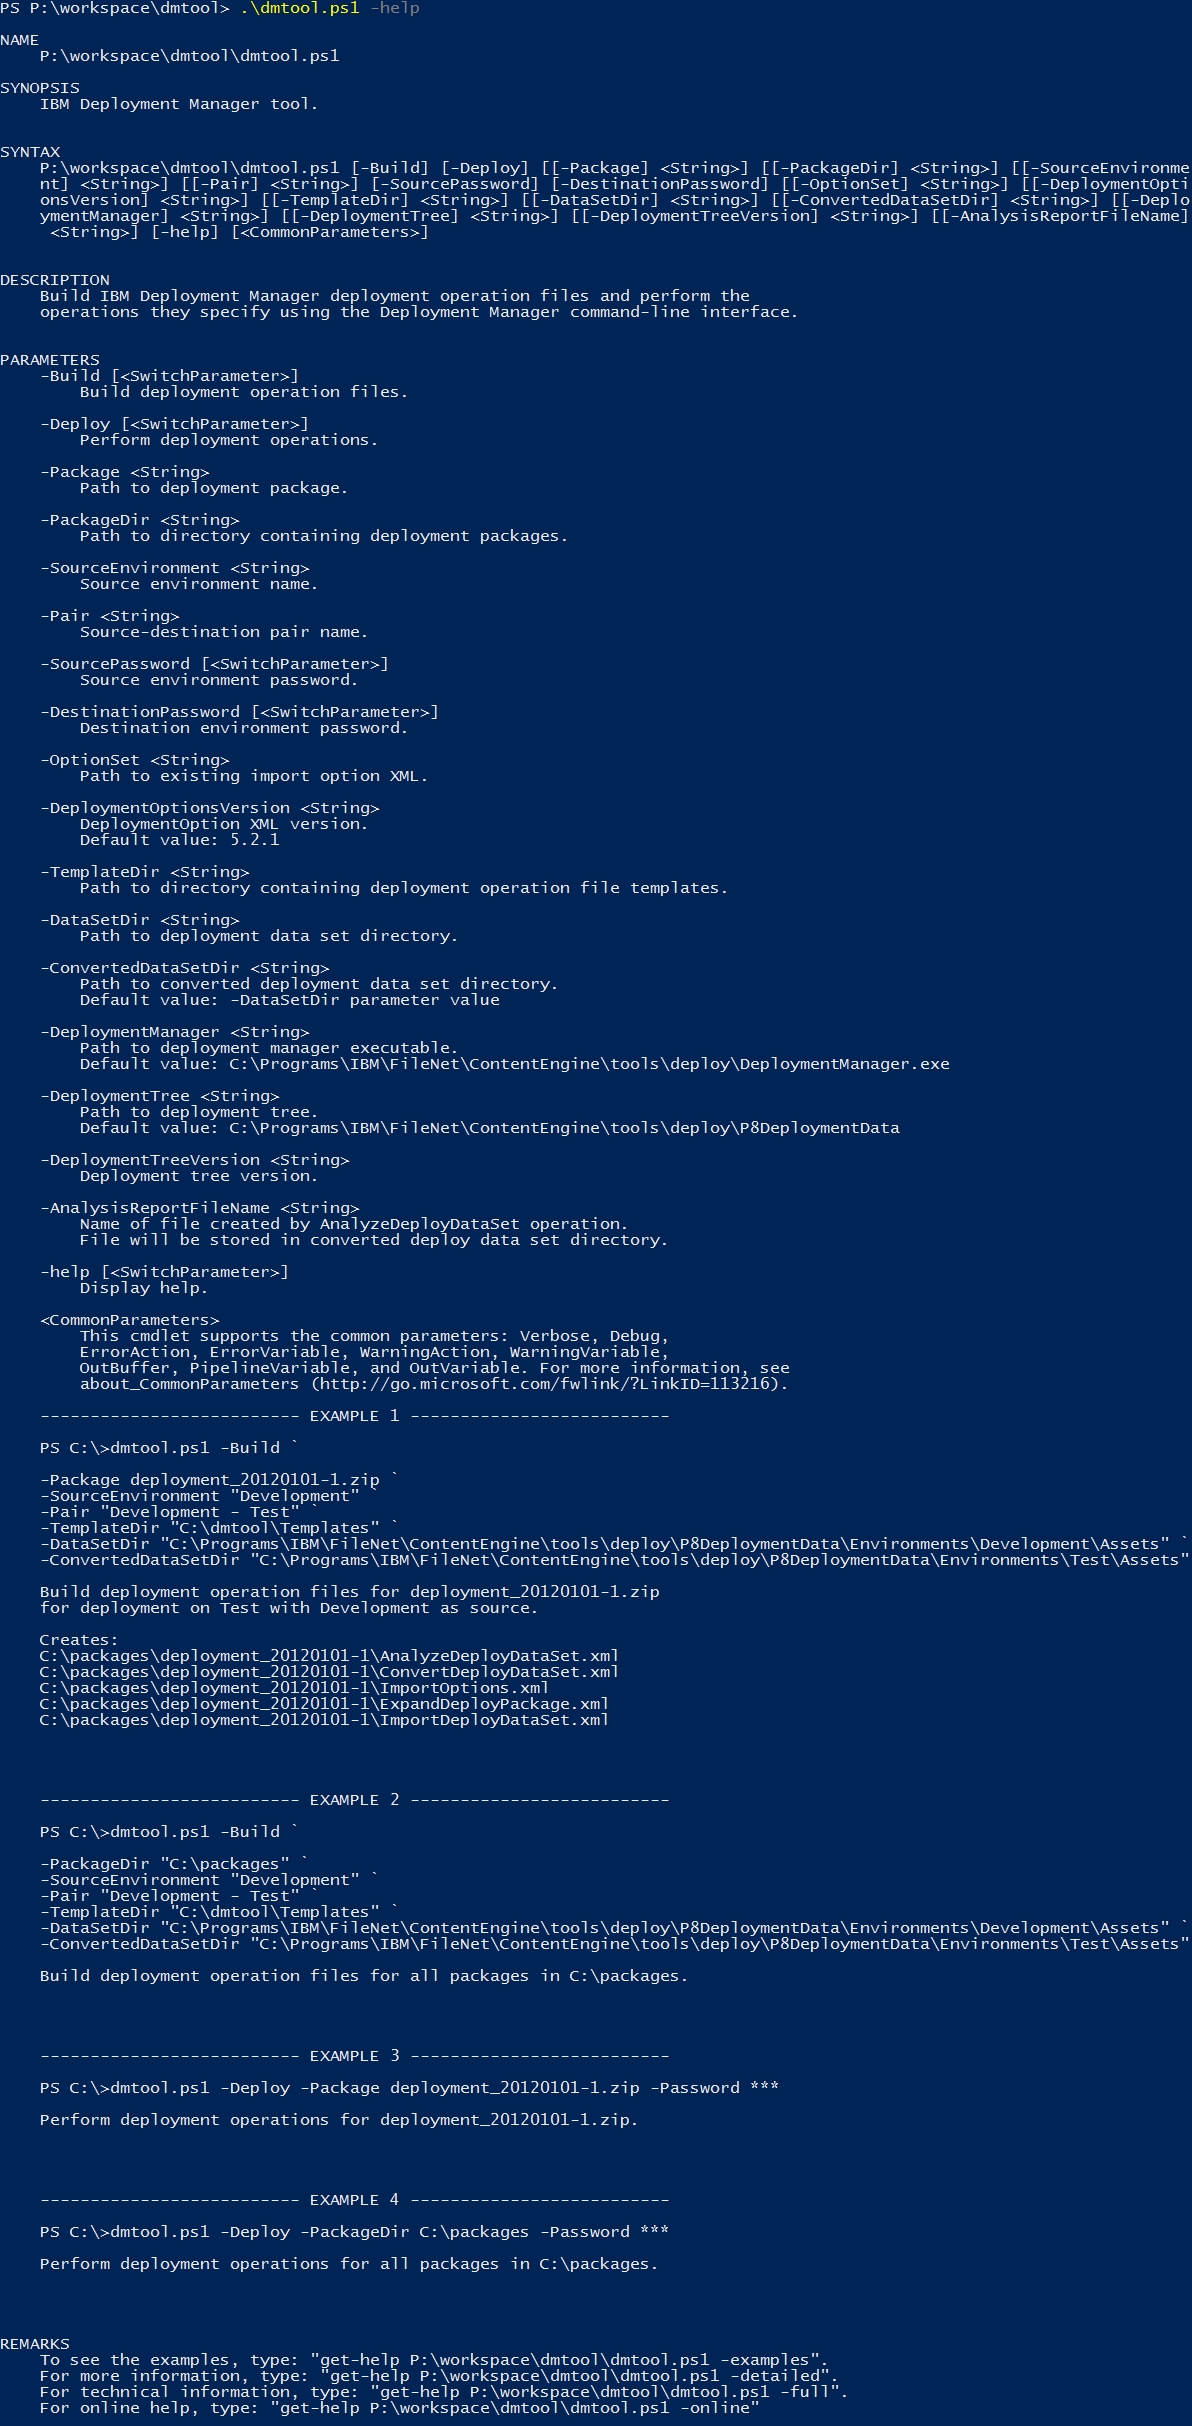 PS P:\workspace\dmtool> .\dmtool.ps1 -help
NAME
P:\workspace\dmtool\dmtool.ps1
SYNOPSIS
IBM Deployment Manager tool.
SYNTAX
P:\workspace\dmtool\dmtool.ps1 [-Build] [-Deploy] [[-Package] <String>] [[-PackageDir] <String>] [[-SourceEnvironme
nt] <String>] [[-Pair] <String>] [-SourcePassword] [-DestinationPassword] [[-OptionSet] <String>] [[-DeploymentOpti
onsVersion] <String>] [[-TemplateDir] <String>] [[-DataSetDir] <String>] [[-ConvertedDataSetDir] <String>] [[-Deplo
ymentManager] <String>] [[-DeploymentTree] <String>] [[-DeploymentTreeVersion] <String>] [[-AnalysisReportFileName]
<String>] [-help] [<CommonParameters>]
DESCRIPTION
Build IBM Deployment Manager deployment operation files and perform the
operations they specify using the Deployment Manager command-line interface.
PARAMETERS
-Build [<SwitchParameter>]
Build deployment operation files.
-Deploy [<SwitchParameter>]
Perform deployment operations.
-Package <String>
Path to deployment package.
-PackageDir <String>
Path to directory containing deployment packages.
-SourceEnvironment <String>
Source environment name.
-Pair <String>
Source-destination pair name.
-SourcePassword [<SwitchParameter>]
Source environment password.
-DestinationPassword [<SwitchParameter>]
Destination environment password.
-OptionSet <String>
Path to existing import option XML.
-DeploymentOptionsVersion <String>
DeploymentOption XML version.
Default value: 5.2.1
-TemplateDir <String>
Path to directory containing deployment operation file templates.
-DataSetDir <String>
Path to deployment data set directory.
-ConvertedDataSetDir <String>
Path to converted deployment data set directory.
Default value: -DataSetDir parameter value
-DeploymentManager <String>
Path to deployment manager executable.
Default value: C:\Programs\IBM\FileNet\ContentEngine\tools\deploy\DeploymentManager.exe
-DeploymentTree <String>
Path to deployment tree.
Default value: C:\Programs\IBM\FileNet\ContentEngine\tools\deploy\P8DeploymentData
-DeploymentTreeVersion <String>
Deployment tree version.
-AnalysisReportFileName <String>
Name of file created by AnalyzeDeployDataSet operation.
File will be stored in converted deploy data set directory.
-help [<SwitchParameter>]
Display help.
<CommonParameters>
This cmdlet supports the common parameters: Verbose, Debug,
ErrorAction, ErrorVariable, WarningAction, WarningVariable,
OutBuffer, PipelineVariable, and OutVariable. For more information, see
about_CommonParameters (http://go.microsoft.com/fwlink/?LinkID=113216).
-------------------------- EXAMPLE 1 --------------------------
PS C:\>dmtool.ps1 -Build `
-Package deployment_20120101-1.zip `
-SourceEnvironment "Development" `
-Pair "Development - Test" `
-TemplateDir "C:\dmtool\Templates" `
-DataSetDir "C:\Programs\IBM\FileNet\ContentEngine\tools\deploy\P8DeploymentData\Environments\Development\Assets" `
-ConvertedDataSetDir "C:\Programs\IBM\FileNet\ContentEngine\tools\deploy\P8DeploymentData\Environments\Test\Assets"
Build deployment operation files for deployment_20120101-1.zip
for deployment on Test with Development as source.
Creates:
C:\packages\deployment_20120101-1\AnalyzeDeployDataSet.xml
C:\packages\deployment_20120101-1\ConvertDeployDataSet.xml
C:\packages\deployment_20120101-1\ImportOptions.xml
C:\packages\deployment_20120101-1\ExpandDeployPackage.xml
C:\packages\deployment_20120101-1\ImportDeployDataSet.xml
-------------------------- EXAMPLE 2 --------------------------
PS C:\>dmtool.ps1 -Build `
-PackageDir "C:\packages" `
-SourceEnvironment "Development" `
-Pair "Development - Test" `
-TemplateDir "C:\dmtool\Templates" `
-DataSetDir "C:\Programs\IBM\FileNet\ContentEngine\tools\deploy\P8DeploymentData\Environments\Development\Assets" `
-ConvertedDataSetDir "C:\Programs\IBM\FileNet\ContentEngine\tools\deploy\P8DeploymentData\Environments\Test\Assets"
Build deployment operation files for all packages in C:\packages.
-------------------------- EXAMPLE 3 --------------------------
PS C:\>dmtool.ps1 -Deploy -Package deployment_20120101-1.zip -Password ***
Perform deployment operations for deployment_20120101-1.zip.
-------------------------- EXAMPLE 4 --------------------------
PS C:\>dmtool.ps1 -Deploy -PackageDir C:\packages -Password ***
Perform deployment operations for all packages in C:\packages.
REMARKS
To see the examples, type: "get-help P:\workspace\dmtool\dmtool.ps1 -examples".
For more information, type: "get-help P:\workspace\dmtool\dmtool.ps1 -detailed".
For technical information, type: "get-help P:\workspace\dmtool\dmtool.ps1 -full".
For online help, type: "get-help P:\workspace\dmtool\dmtool.ps1 -online"